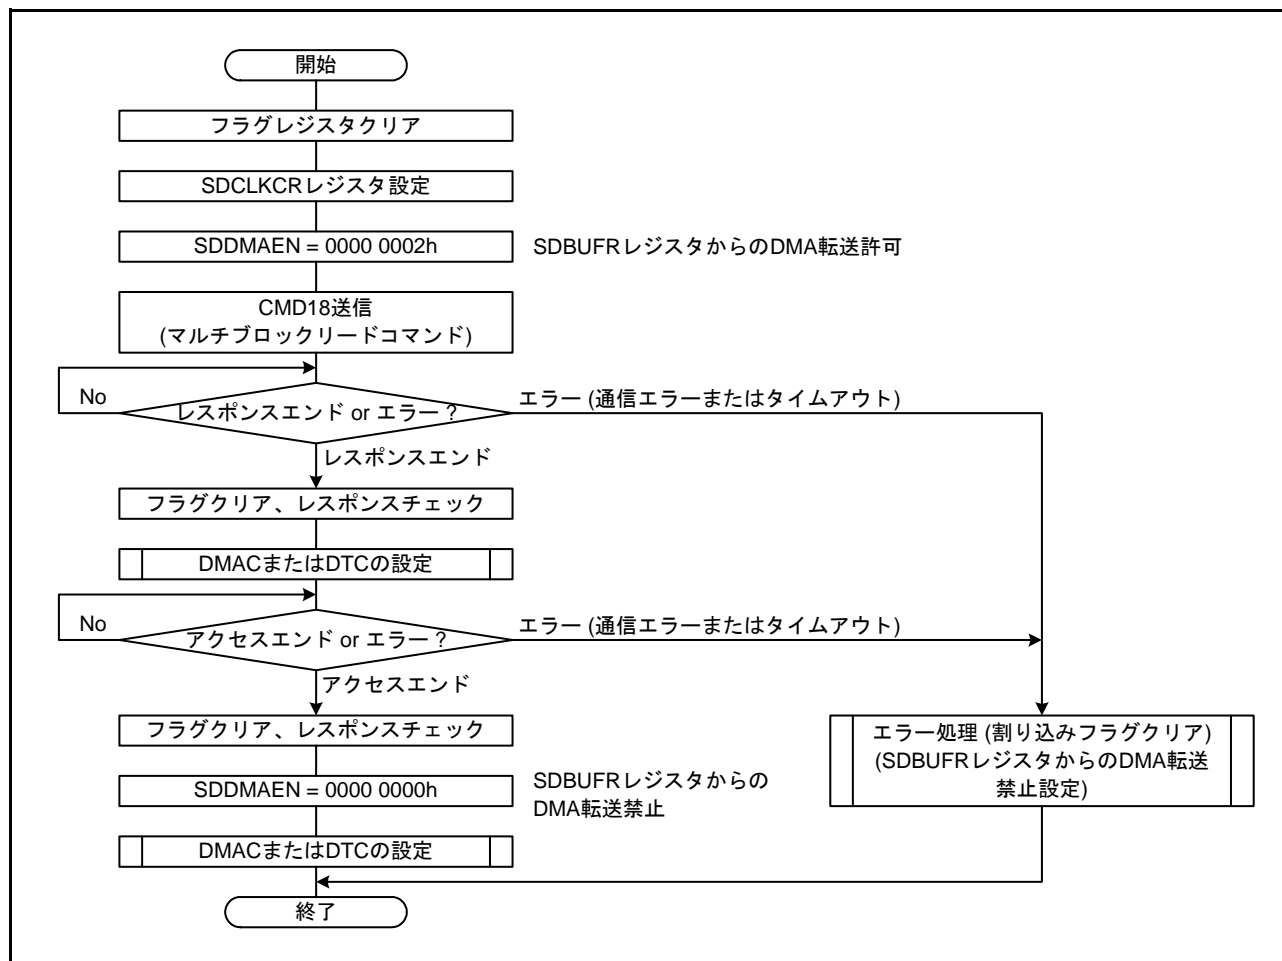 開始
フラグレジスタクリア
SDCLKCRレジスタ設定
SDDMAEN = 0000 0002h
SDBUFRレジスタからのDMA転送許可
CMD18送信
(マルチブロックリードコマンド)
No
レスポンスエンド or エラー ?
エラー (通信エラーまたはタイムアウト)
レスポンスエンド
フラグクリア、レスポンスチェック
DMACまたはDTCの設定
No
アクセスエンド or エラー ?
エラー (通信エラーまたはタイムアウト)
アクセスエンド
フラグクリア、レスポンスチェック
エラー処理 (割り込みフラグクリア)
(SDBUFRレジスタからのDMA転送
禁止設定)
SDDMAEN = 0000 0000h
SDBUFRレジスタからの
DMA転送禁止
DMACまたはDTCの設定
終了